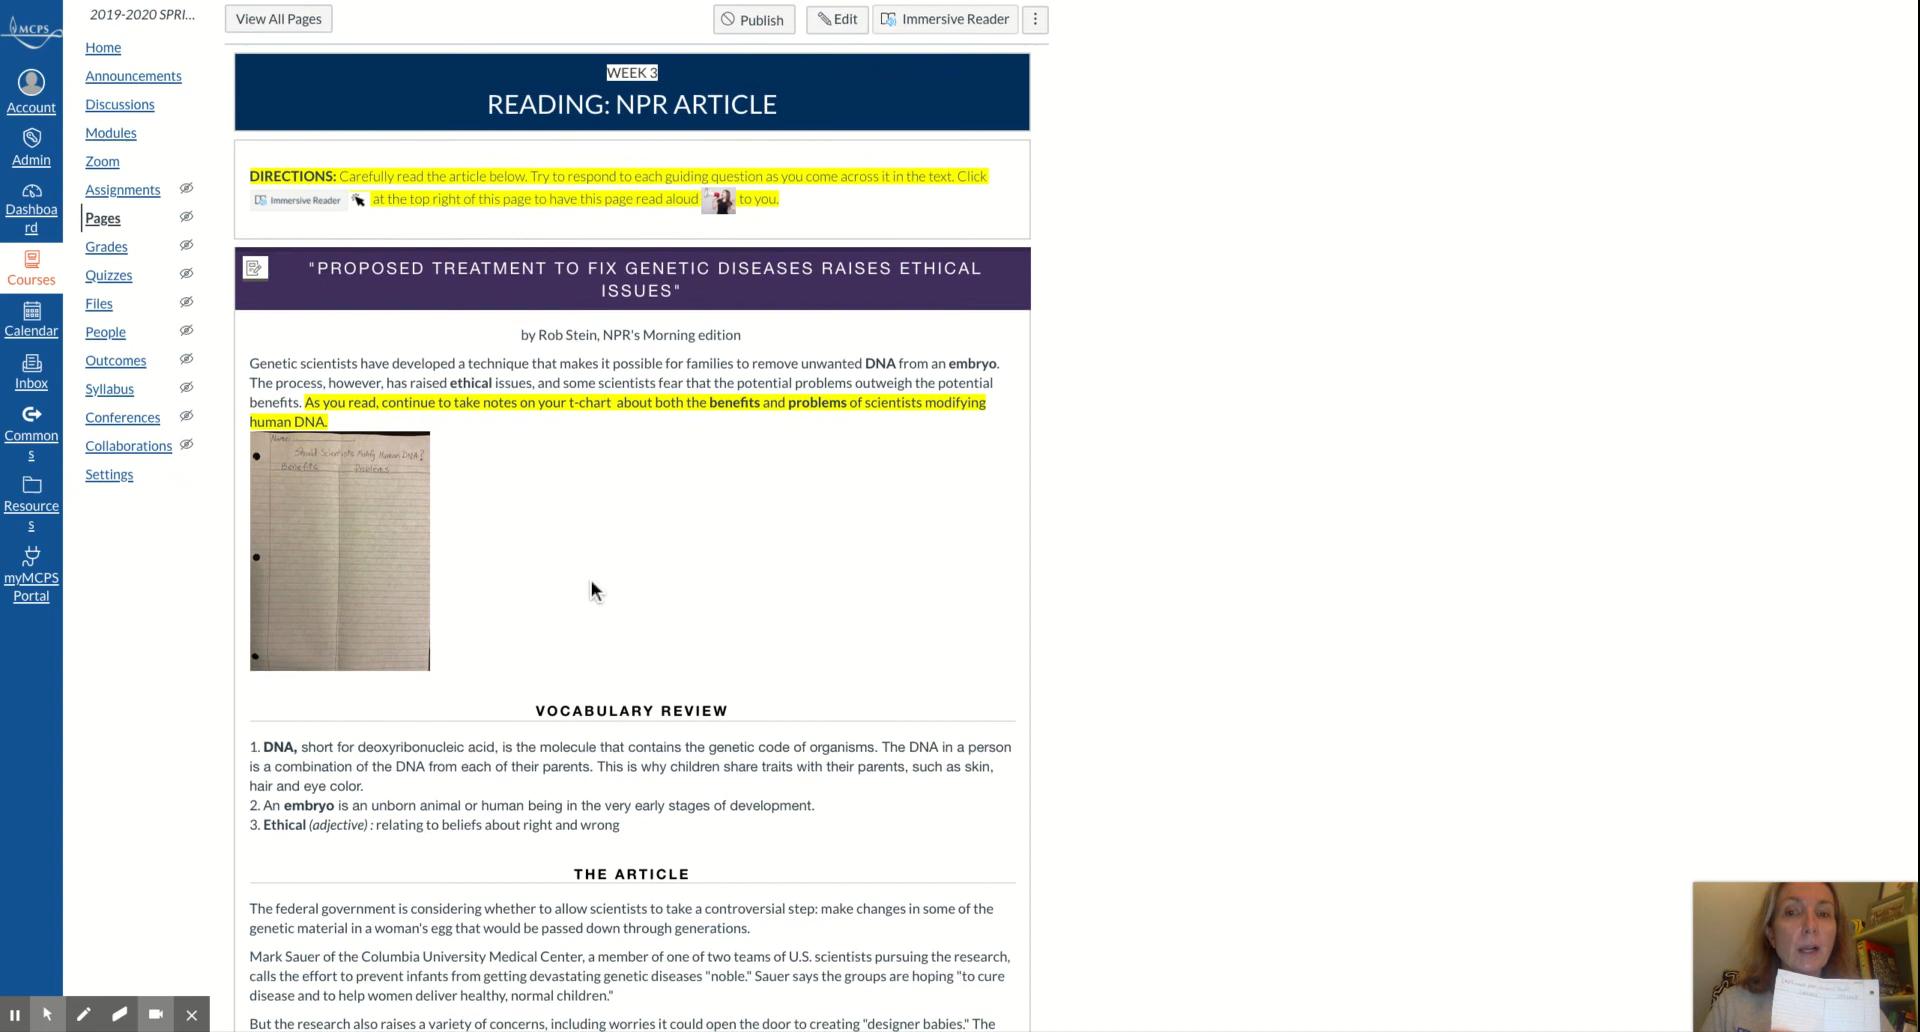 MCPS
Account
Admin
Dashboa
rd
Courses
Calendar
Inbox
Common
s
Resource
s
myMCPS
Portal
2019-2020 SPRI...
Home
Announcements
Discussions
Modules
Zoom
Assignments
Pages
Grades
Quizzes
Files
People
Outcomes
Syllabus
Conferences
Collaborations
Settings
View All Pages
Publish
Edit
Immersive Reader
WEEK 3
READING: NPR ARTICLE
DIRECTIONS: Carefully read the article below. Try to respond to each guiding question as you come across it in the text. Click
Immersive Reader at the top right of this page to have this page read aloud to you.
"PROPOSED TREATMENT TO FIX GENETIC DISEASES RAISES ETHICAL
ISSUES"
by Rob Stein, NPR's Morning edition
Genetic scientists have developed a technique that makes it possible for families to remove unwanted DNA from an embryo.
The process, however, has raised ethical issues, and some scientists fear that the potential problems outweigh the potential
benefits. As you read, continue to take notes on your t-chart about both the benefits and problems of scientists modifying
human DNA.
Name:
Should Scientists Modify Human DNA?
Benefits Problems
VOCABULARY REVIEW
1. DNA, short for deoxyribonucleic acid, is the molecule that contains the genetic code of organisms. The DNA in a person
is a combination of the DNA from each of their parents. This is why children share traits with their parents, such as skin,
hair and eye color.
2. An embryo is an unborn animal or human being in the very early stages of development.
3. Ethical (adjective) : relating to beliefs about right and wrong
THE ARTICLE
The federal government is considering whether to allow scientists to take a controversial step: make changes in some of the
genetic material in a woman's egg that would be passed down through generations.
Mark Sauer of the Columbia University Medical Center, a member of one of two teams of U.S. scientists pursuing the research,
calls the effort to prevent infants from getting devastating genetic diseases "noble." Sauer says the groups are hoping "to cure
disease and to help women deliver healthy, normal children."
But the research also raises a variety of concerns, including worries it could open the door to creating "designer babies." The